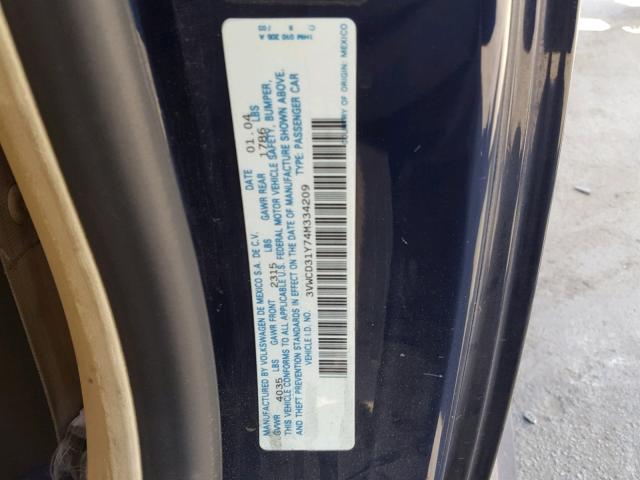 MANUFACTURED BY VOLKSWAGEN DE MEXICO S.A. DE C.V. DATE 01.04
GVWR 4035 LBS GAWR FRONT 2315 LBS GAWR REAR 1786 LBS
THIS VEHICLE CONFORMS TO ALL APPLICABLE U.S. FEDERAL MOTOR VEHICLE SAFETY, BUMPER,
AND THEFT PREVENTION STANDARDS IN EFFECT ON THE DATE OF MANUFACTURE SHOWN ABOVE.
VEHICLE I.D. NO. 3VWCD31Y74M334209 TYPE: PASSENGER CAR
COUNTRY OF ORIGIN: MEXICO